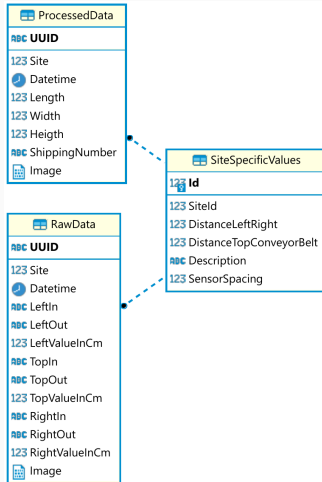 ProcessedData
ABC UUID
123 Site
Datetime
123 Length
123 Width
123 Heigth
ABC ShippingNumber
Image
SiteSpecificValues
123 Id
123 SiteId
123 DistanceLeftRight
123 DistanceTopConveyorBelt
ABC Description
123 SensorSpacing
RawData
ABC UUID
123 Site
Datetime
ABC LeftIn
ABC LeftOut
123 LeftValueInCm
ABC TopIn
ABC TopOut
123 TopValueInCm
ABC RightIn
ABC RightOut
123 RightValueInCm
Image